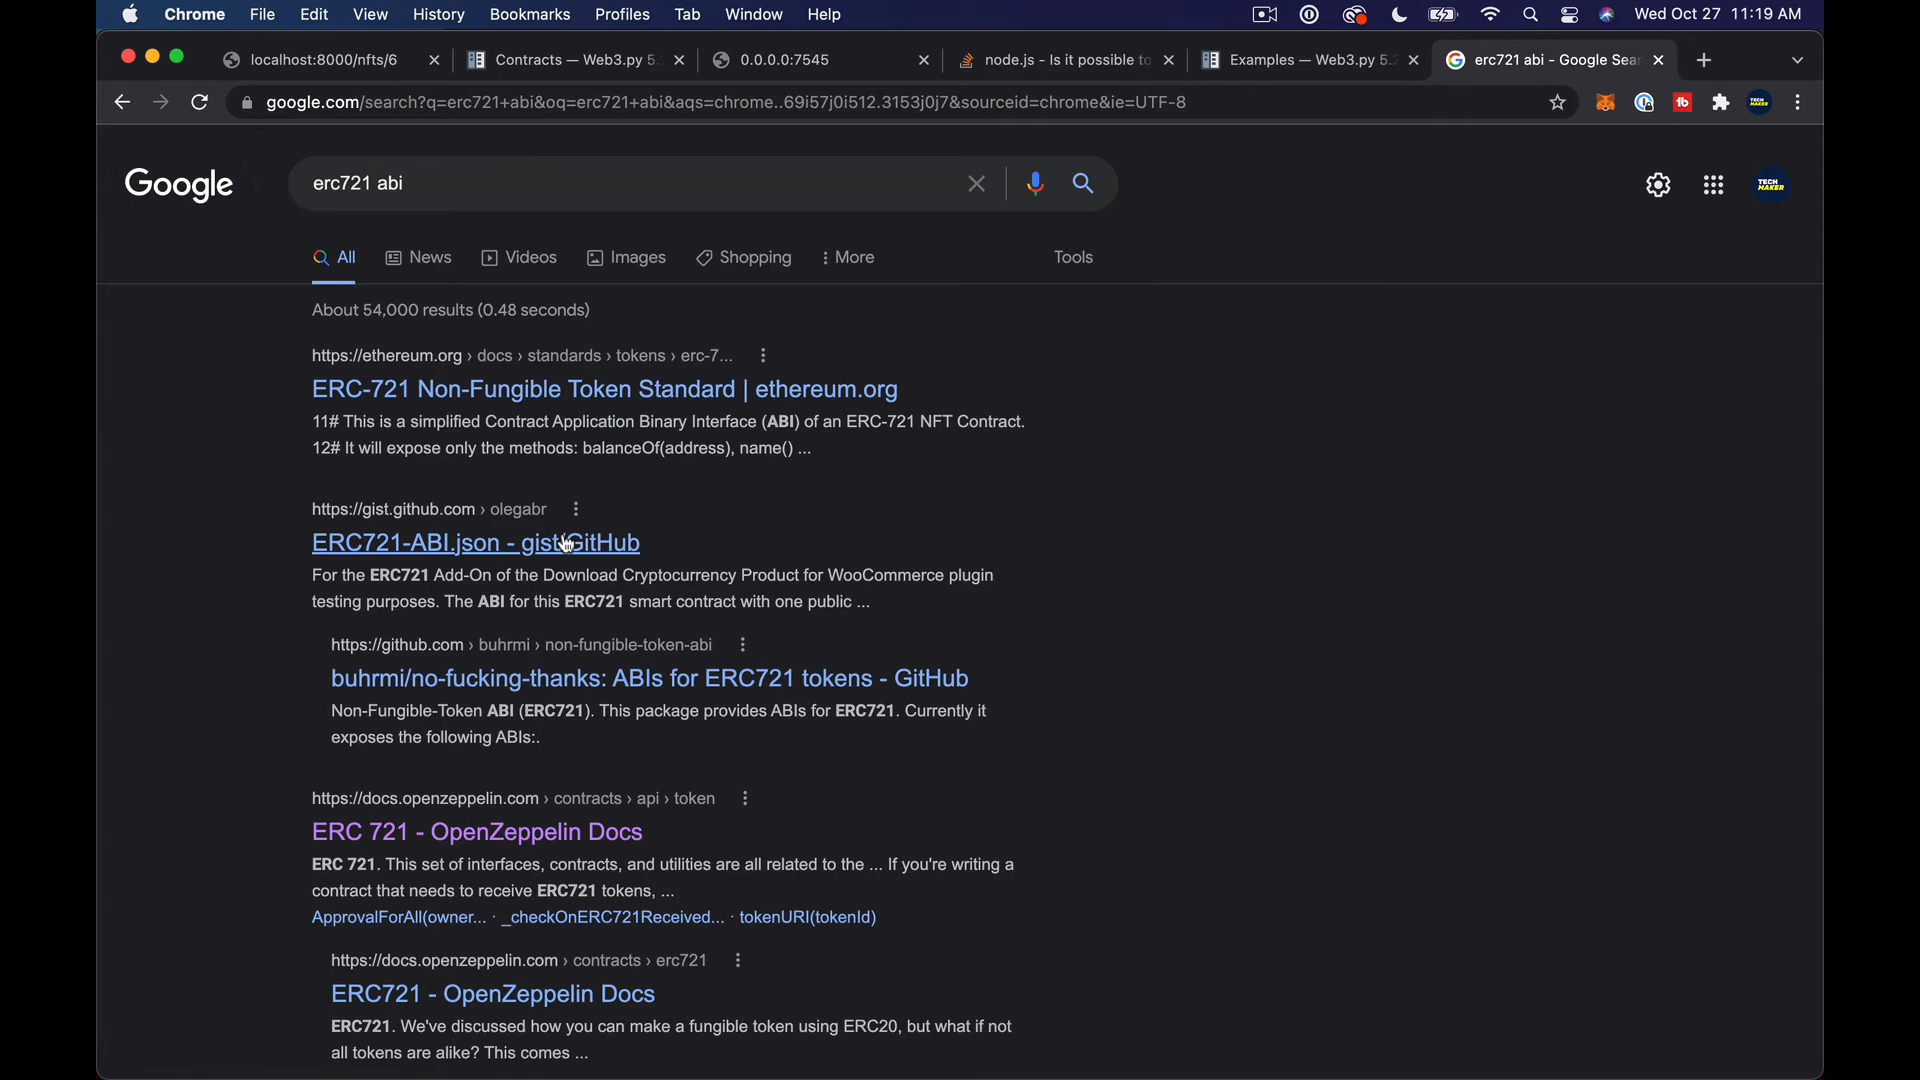 Chrome File Edit View History Bookmarks Profiles Tab Window Help Wed Oct 27 11:19 AM
localhost:8000/nfts/6 Contracts — Web3.py 5. 0.0.0.0:7545 node.js - Is it possible to Examples — Web3.py 5.2 erc721 abi - Google Sear
google.com/search?q=erc721+abi&oq=erc721+abi&aqs=chrome..69i57j0i512.3153j0j7&sourceid=chrome&ie=UTF-8
TECH MAKER
Google erc721 abi
TECH
MAKER
All News Videos Images Shopping More Tools
About 54,000 results (0.48 seconds)
https://ethereum.org › docs › standards › tokens › erc-7...
ERC-721 Non-Fungible Token Standard | ethereum.org
11# This is a simplified Contract Application Binary Interface (ABI) of an ERC-721 NFT Contract.
12# It will expose only the methods: balanceOf(address), name() ...
https://gist.github.com › olegabr
ERC721-ABI.json - gist GitHub
For the ERC721 Add-On of the Download Cryptocurrency Product for WooCommerce plugin
testing purposes. The ABI for this ERC721 smart contract with one public ...
https://github.com › buhrmi › non-fungible-token-abi
buhrmi/no-fucking-thanks: ABIs for ERC721 tokens - GitHub
Non-Fungible-Token ABI (ERC721). This package provides ABIs for ERC721. Currently it
exposes the following ABIs:.
https://docs.openzeppelin.com › contracts › api › token
ERC 721 - OpenZeppelin Docs
ERC 721. This set of interfaces, contracts, and utilities are all related to the ... If you're writing a
contract that needs to receive ERC721 tokens, ...
ApprovalForAll(owner... · _checkOnERC721Received... · tokenURI(tokenId)
https://docs.openzeppelin.com › contracts › erc721
ERC721 - OpenZeppelin Docs
ERC721. We've discussed how you can make a fungible token using ERC20, but what if not
all tokens are alike? This comes ...